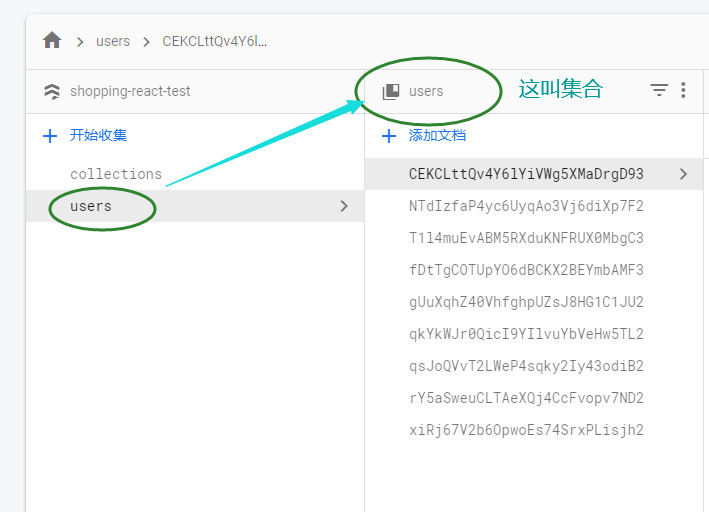 users
CEKCLttQv4Y6l…
shopping-react-test
users
这叫集合
开始收集
添加文档
collections
CEKCLttQv4Y6lYiVWg5XMaDrgD93
users
NTdIzfaP4yc6UyqAo3Vj6diXp7F2
T1l4muEvABM5RXduKNFRUX0MbgC3
fDtTgCOTUpYO6dBCKX2BEYmbAMF3
gUuXqhZ40VhfghpUZsJ8HG1C1JU2
qkYkWJr0QicI9YIlvuYbVeHw5TL2
qsJoQVvT2LWeP4sqky2Iy43odiB2
rY5aSweuCLTAeXQj4CcFvopv7ND2
xiRj67V2b6OpwoEs74SrxPLisjh2